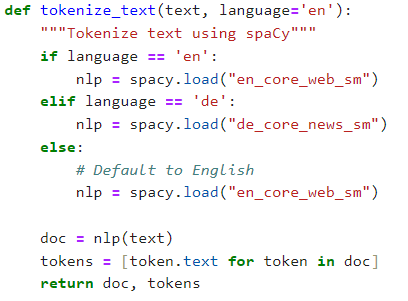 def tokenize_text(text, language='en'):
    """Tokenize text using spaCy"""
    if language == 'en':
        nlp = spacy.load("en_core_web_sm")
    elif language == 'de':
        nlp = spacy.load("de_core_news_sm")
    else:
        # Default to English
        nlp = spacy.load("en_core_web_sm")

    doc = nlp(text)
    tokens = [token.text for token in doc]
    return doc, tokens